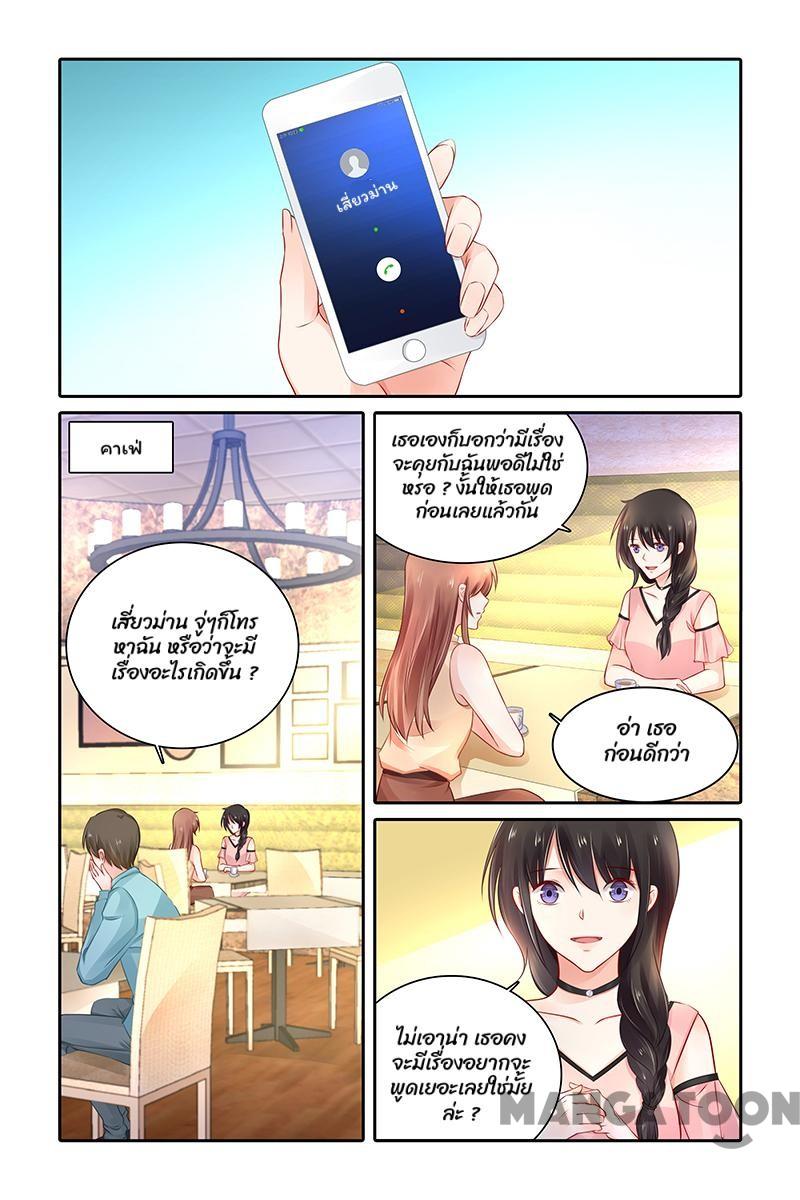 เสี่ยวม่าน
คาเฟ่
เสี่ยวม่าน จู่ๆก็โทร
หาฉัน หรือว่าจะมี
เรื่องอะไรเกิดขึ้น ?
เธอเองก็บอกว่ามีเรื่อง
จะคุยกับฉันพอดีไม่ใช่
หรอ ? งั้นให้เธอพูด
ก่อนเลยแล้วกัน
อ่า เธอ
ก่อนดีกว่า
ไม่เอาน่า เธอคง
จะมีเรื่องอยากจะ
พูดเยอะเลยใช่มั้ย
ล่ะ ?
MANGATOON